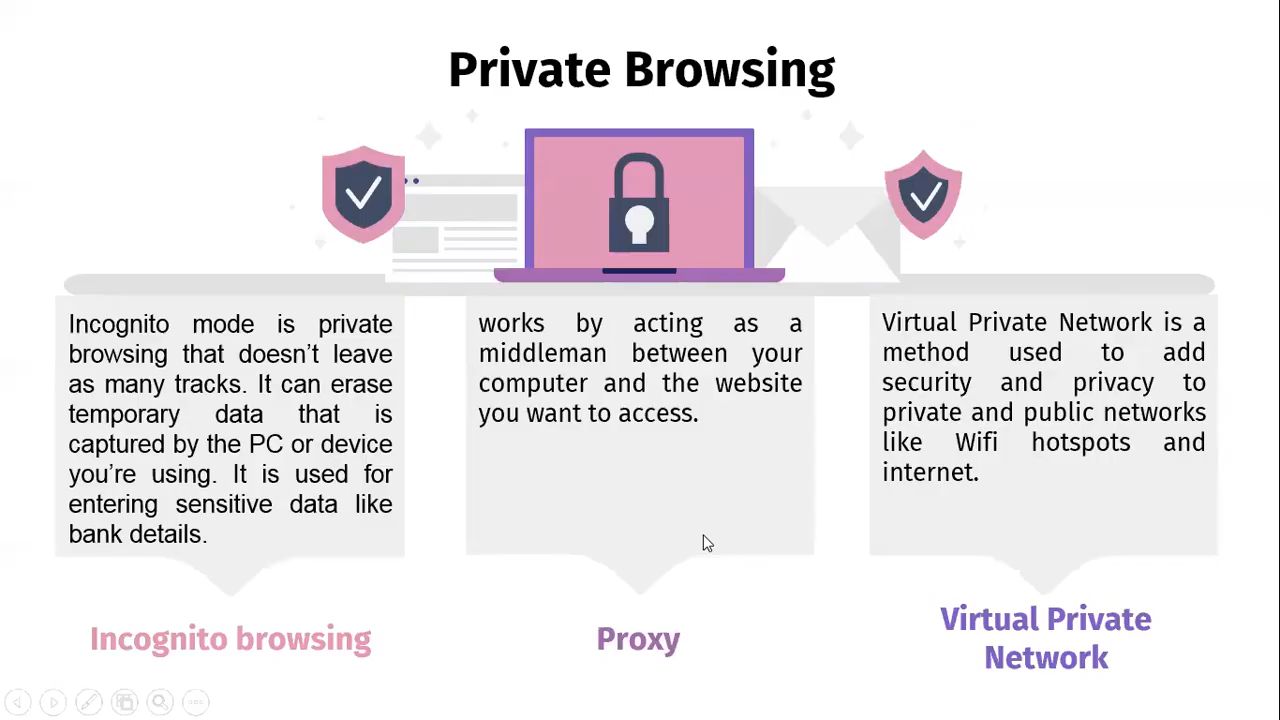 Private Browsing
Incognito mode is private
browsing that doesn’t leave
as many tracks. It can erase
temporary data that is
captured by the PC or device
you’re using. It is used for
entering sensitive data like
bank details.
works by acting as a
middleman between your
computer and the website
you want to access.
Virtual Private Network is a
method used to add
security and privacy to
private and public networks
like Wifi hotspots and
internet.
Incognito browsing
Proxy
Virtual Private
Network